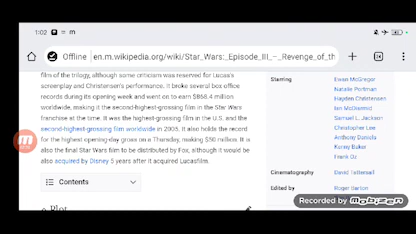 1:02
Offline en.m.wikipedia.org/wiki/Star_Wars:_Episode_III_–_Revenge_of_th
film of the trilogy, although some criticism was reserved for Lucas's
screenplay and Christensen's performance. It broke several box office
records during its opening week and went on to earn $868.4 million
worldwide, making it the second-highest-grossing film in the Star Wars
franchise at the time. It was the highest-grossing film in the U.S. and the
second-highest-grossing film worldwide in 2005. It also holds the record
for the highest opening-day gross on a Thursday, making $50 million. It is
also the final Star Wars film to be distributed by Fox, although it would be
also acquired by Disney 5 years after it acquired Lucasfilm.
Contents
Plot
Starring
Ewan McGregor
Natalie Portman
Hayden Christensen
Ian McDiarmid
Samuel L. Jackson
Christopher Lee
Anthony Daniels
Kenny Baker
Frank Oz
Cinematography David Tattersall
Edited by Roger Barton
Recorded by mobizen